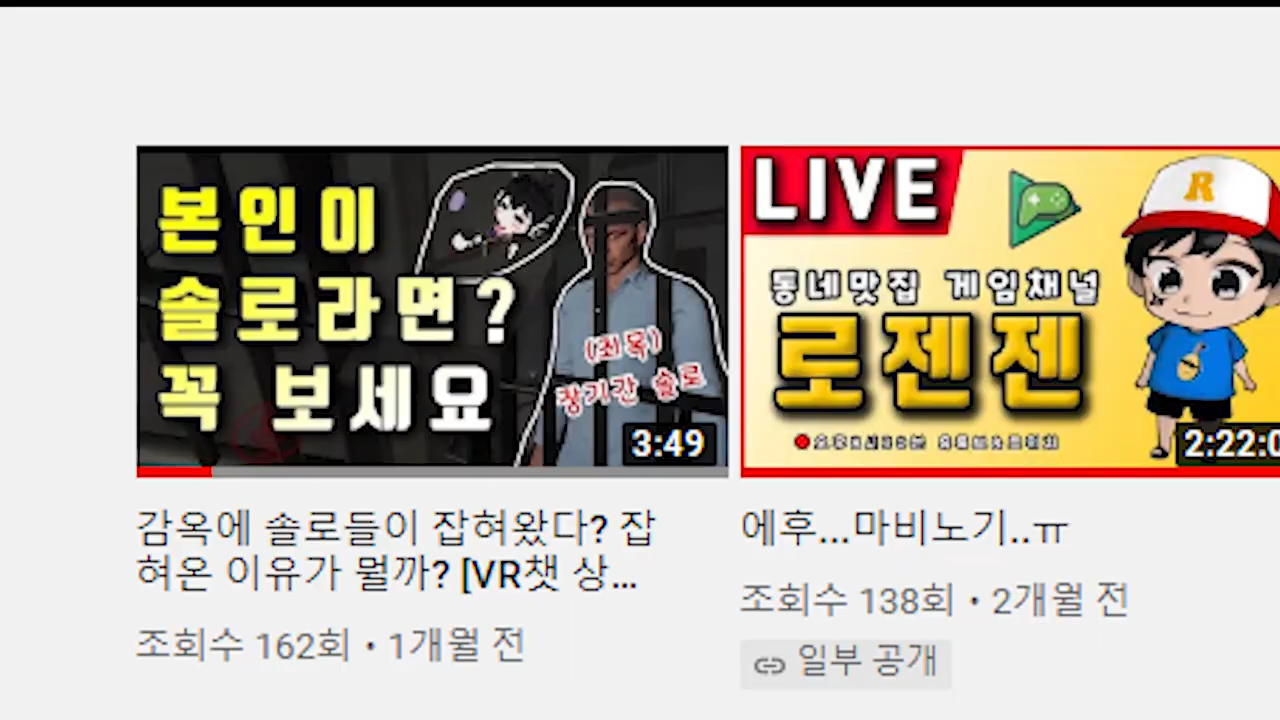 본인이
솔로라면?
꼭 보세요
(죄목)
장기간 솔로
3:49
감옥에 솔로들이 잡혀왔다? 잡
혀온 이유가 뭘까? [VR챗 상...
조회수 162회 • 1개월 전
LIVE
R
동네맛집 게임채널
로젠젠
2:22:0
에후...마비노기..ㅠ
조회수 138회 • 2개월 전
일부 공개